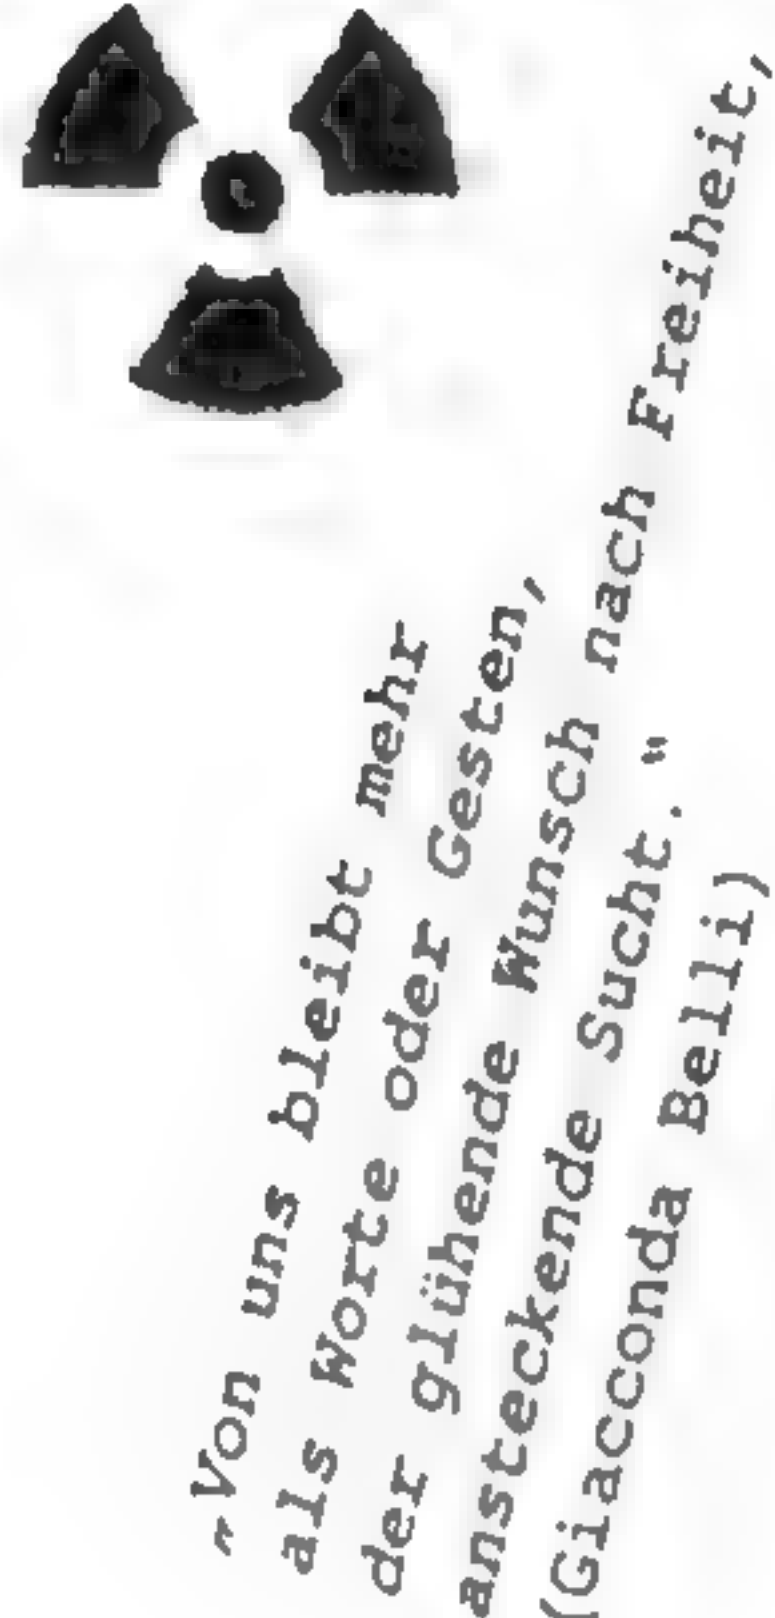 „Von uns bleibt mehr
als Worte oder Gesten,
der glühende Wunsch nach Freiheit,
ansteckende Sucht."
(Giacconda Belli)